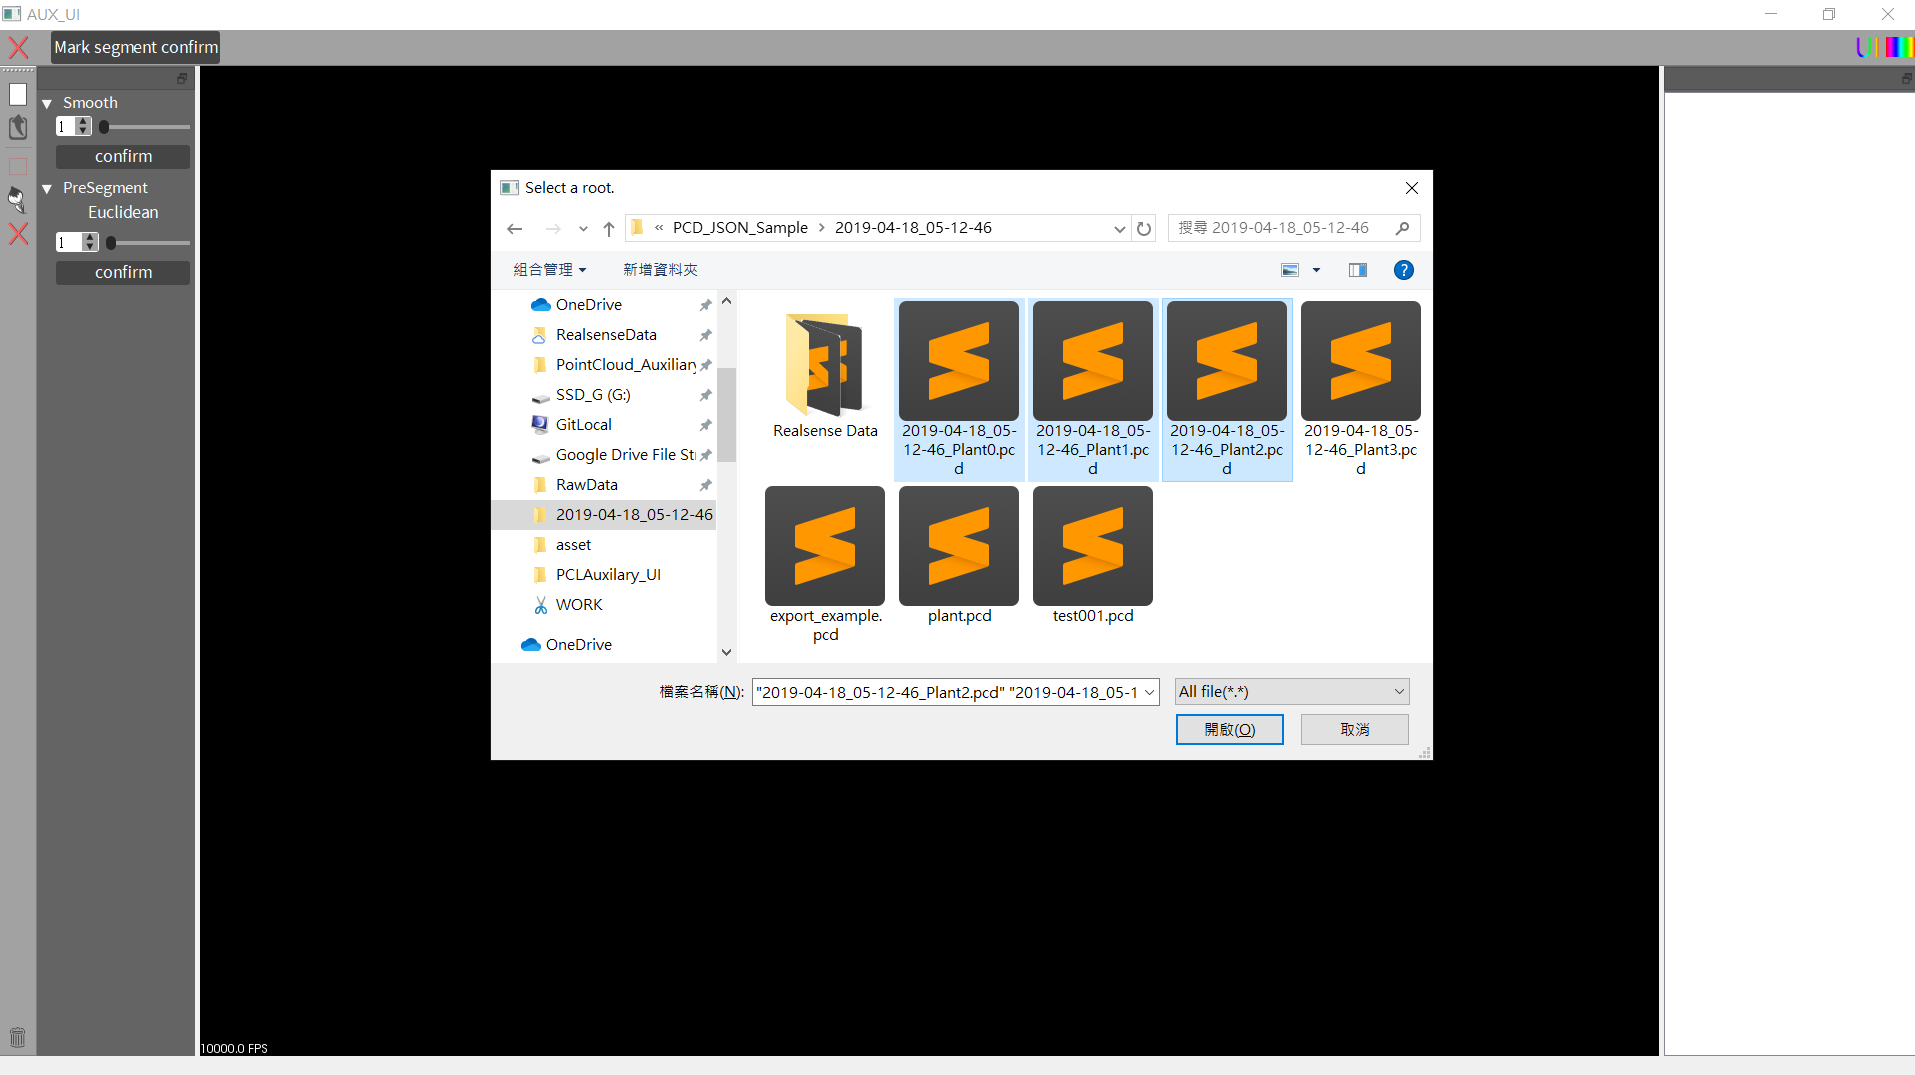 AUX_UI
Mark segment confirm
UI
Smooth
1
confirm
PreSegment
Euclidean
1
confirm
Select a root.
« PCD_JSON_Sample > 2019-04-18_05-12-46
搜尋 2019-04-18_05-12-46
組合管理
新增資料夾
?
OneDrive
RealsenseData
PointCloud_Auxiliary
SSD_G (G:)
GitLocal
Google Drive File St
RawData
2019-04-18_05-12-46
asset
PCLAuxilary_UI
WORK
OneDrive
Realsense Data
2019-04-18_05-
12-46_Plant0.pc
d
2019-04-18_05-
12-46_Plant1.pc
d
2019-04-18_05-
12-46_Plant2.pc
d
2019-04-18_05-
12-46_Plant3.pc
d
export_example.
pcd
plant.pcd
test001.pcd
檔案名稱(N):
"2019-04-18_05-12-46_Plant2.pcd" "2019-04-18_05-1
All file(*.*)
開啟(O)
取消
10000.0 FPS